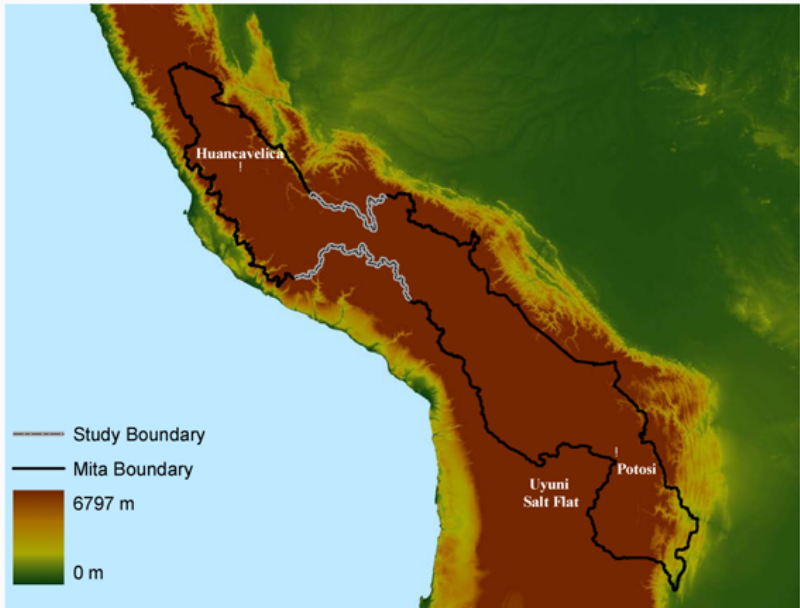 Huancavelica
Study Boundary
Mita Boundary
6797 m
0 m
Potosi
Uyuni
Salt Flat